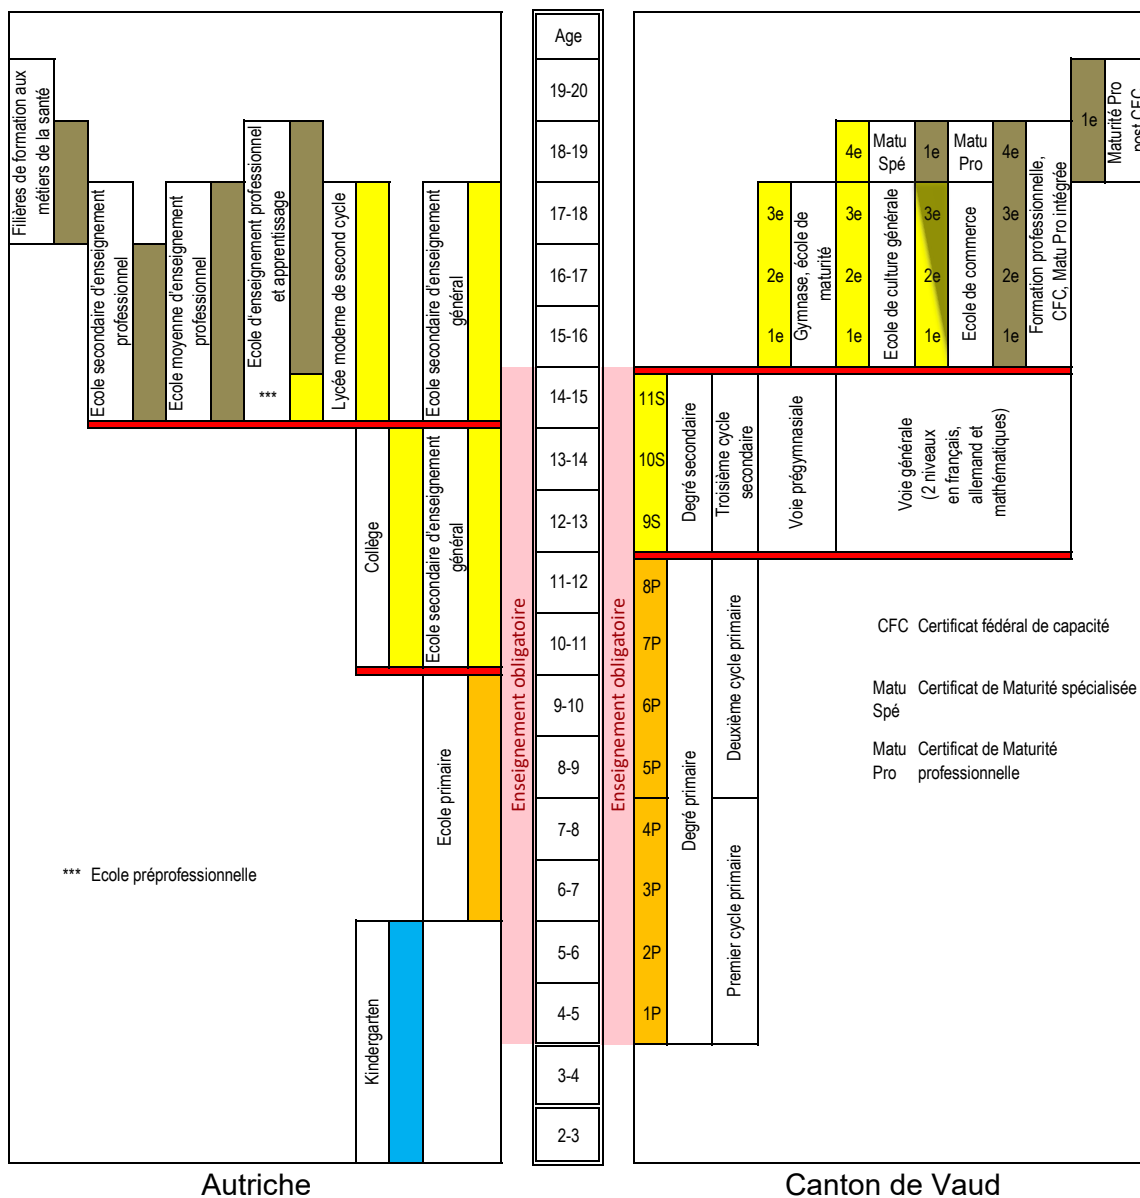 Filières de formation aux
métiers de la santé
Ecole secondaire d'enseignement
professionnel
Ecole moyenne d'enseignement
professionnel
Ecole d'enseignement professionnel
et apprentissage
***
Lycée moderne de second cycle
Ecole secondaire d'enseignement
général
Collège
Ecole secondaire d'enseignement
général
Ecole primaire
Kindergarten
*** Ecole préprofessionnelle
Enseignement obligatoire
Age
19-20
18-19
17-18
16-17
15-16
14-15
13-14
12-13
11-12
10-11
9-10
8-9
7-8
6-7
5-6
4-5
3-4
2-3
Enseignement obligatoire
3e
2e
1e
Gymnase, école de
maturité
4e
3e
2e
1e
Matu
Spé
Ecole de culture générale
1e
3e
2e
1e
Matu
Pro
Ecole de commerce
4e
3e
2e
1e
Formation professionnelle,
CFC, Matu Pro intégrée
1e
Maturité Pro
post CFC
11S
10S
9S
Degré secondaire
Troisième cycle
secondaire
Voie prégymnasiale
Voie générale
(2 niveaux
en français,
allemand et
mathématiques)
8P
7P
6P
5P
4P
3P
2P
1P
Degré primaire
Deuxième cycle primaire
Premier cycle primaire
CFC Certificat fédéral de capacité
Matu Certificat de Maturité spécialisée
Spé
Matu Certificat de Maturité
Pro professionnelle
Autriche
Canton de Vaud